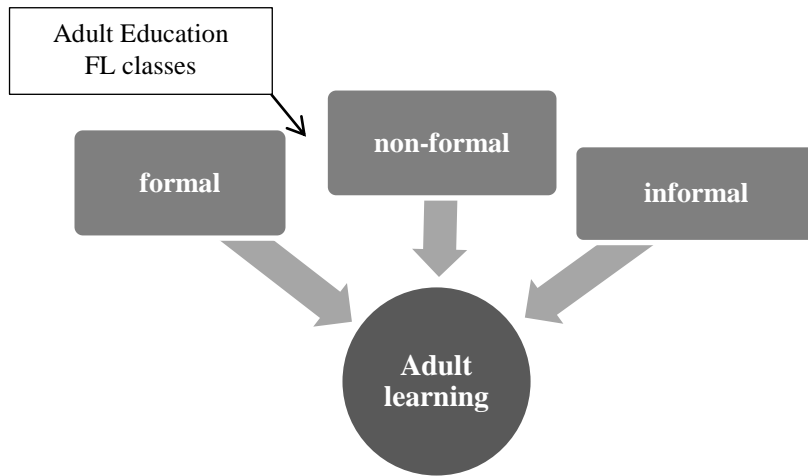 Adult Education
FL classes
formal
non-formal
informal
Adult
learning